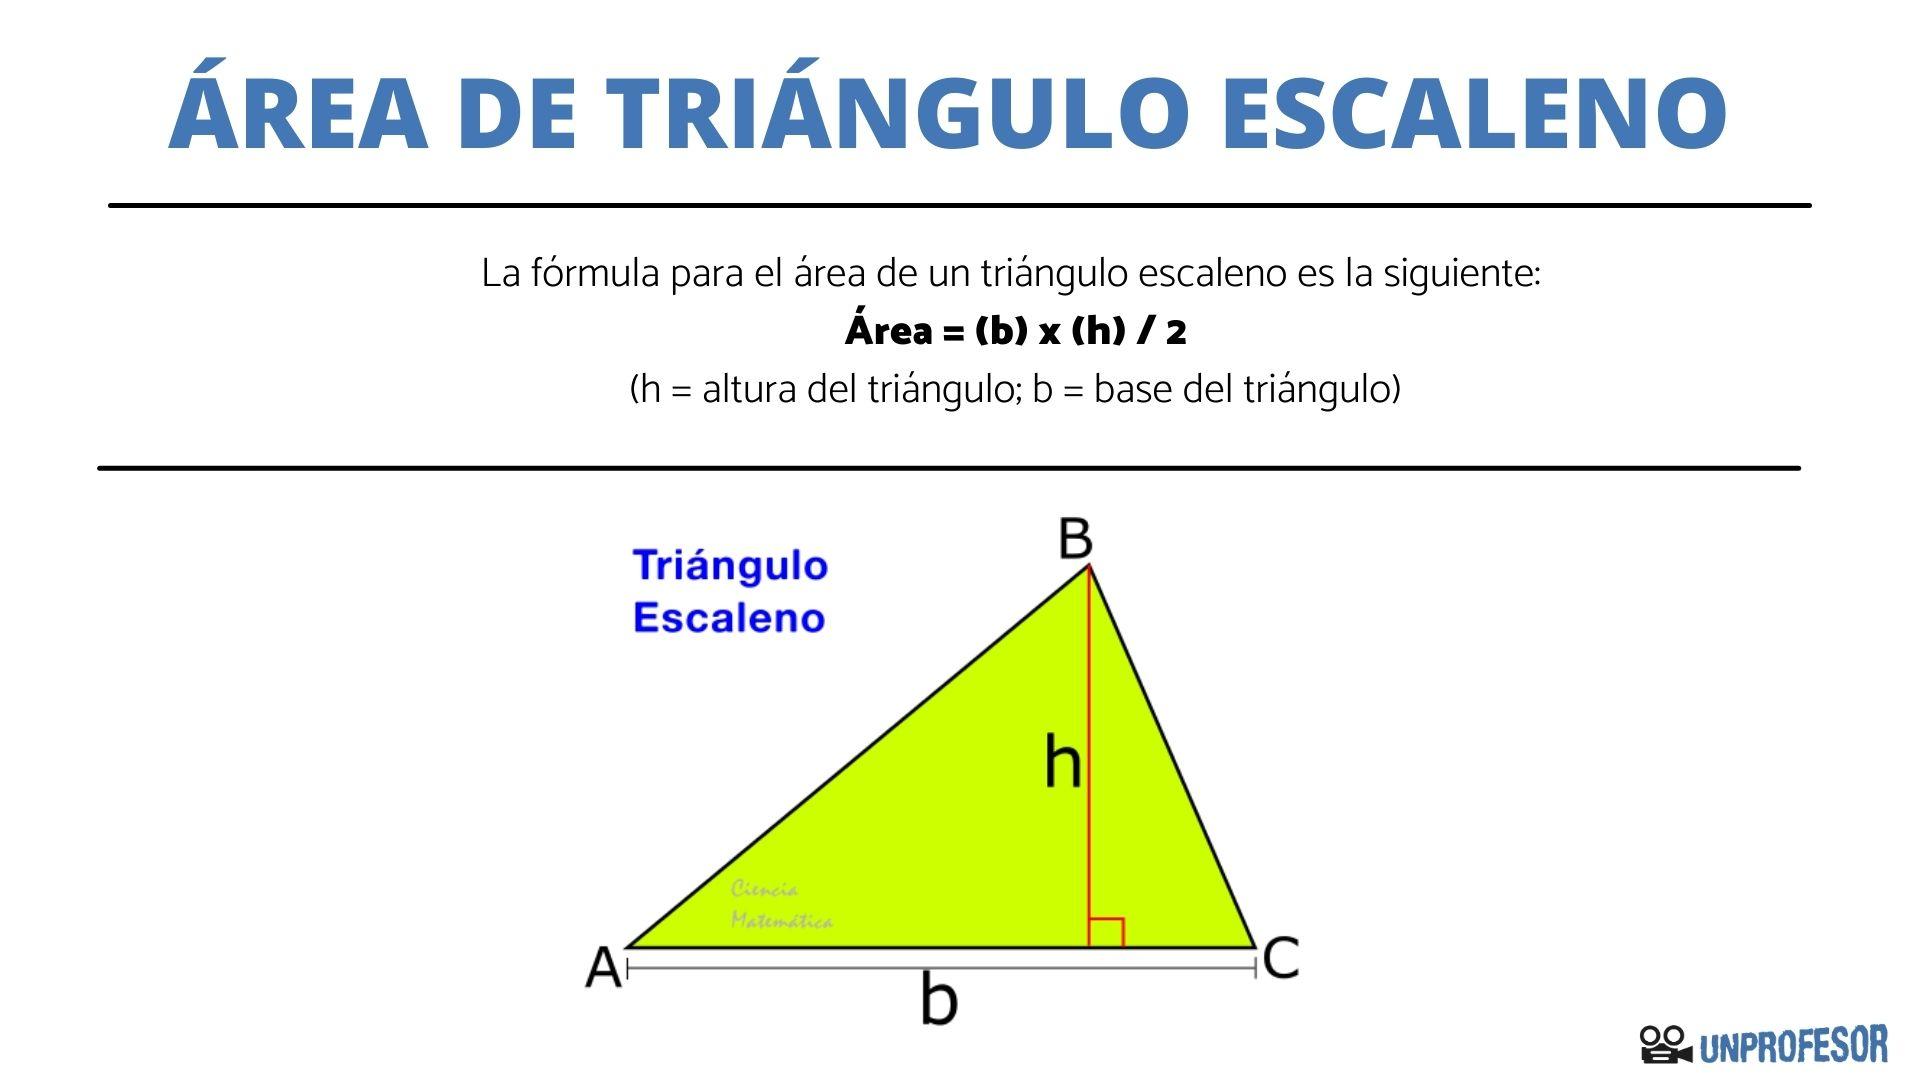 ÁREA DE TRIÁNGULO ESCALENO
La fórmula para el área de un triángulo escaleno es la siguiente:
Área = (b) x (h) / 2
(h = altura del triángulo; b = base del triángulo)
Triángulo
Escaleno
B
h
Ciencia
Matemática
A
C
b
UNPROFESOR